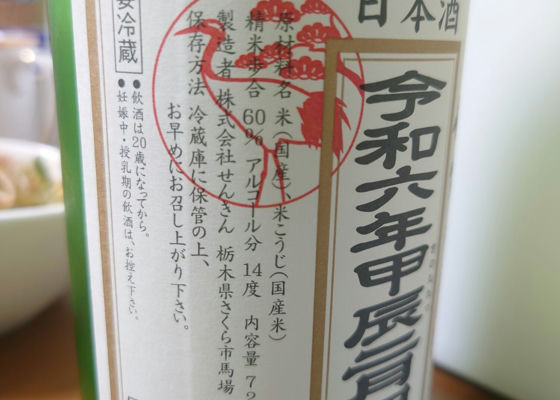 日本酒
令和六年甲辰二月
原材料名 米(国産)、米こうじ(国産米)
精米歩合 60% アルコール分 14度 内容量 72
製造者 株式会社せんきん 栃木県さくら市馬場
保存方法 冷蔵庫に保管の上、
お早めにお召し上がり下さい。
要冷蔵
●飲酒は20歳になってから。
●妊娠中・授乳期の飲酒は、お控え下さい。